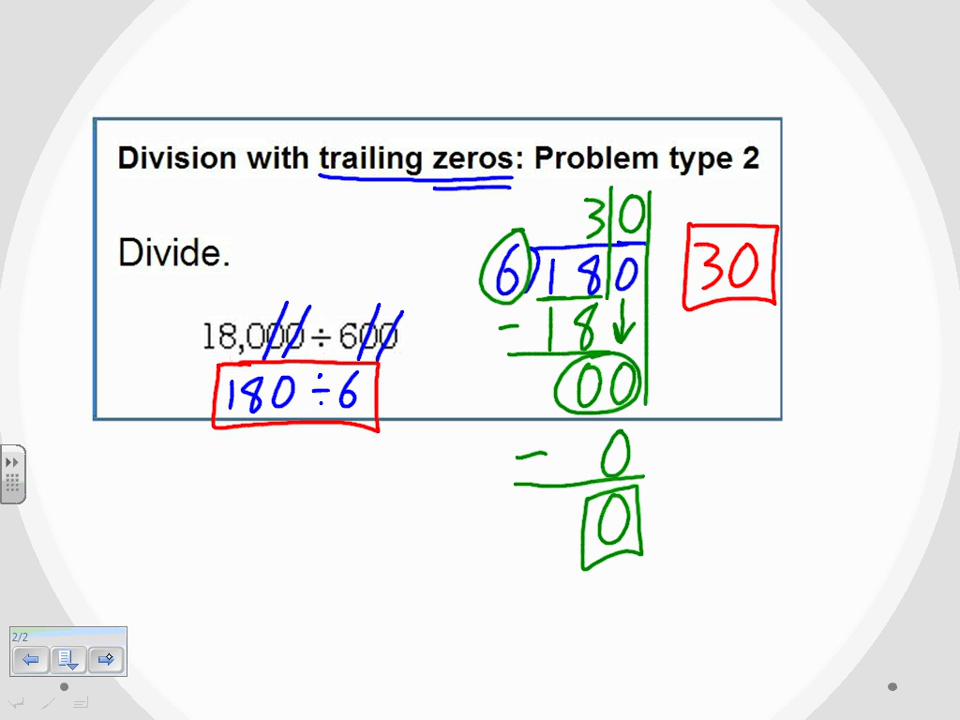 Division with trailing zeros: Problem type 2
Divide.
18,000 ÷ 600
180 ÷ 6
30
6)180
- 18↓
00
- 0
0
30
2/2